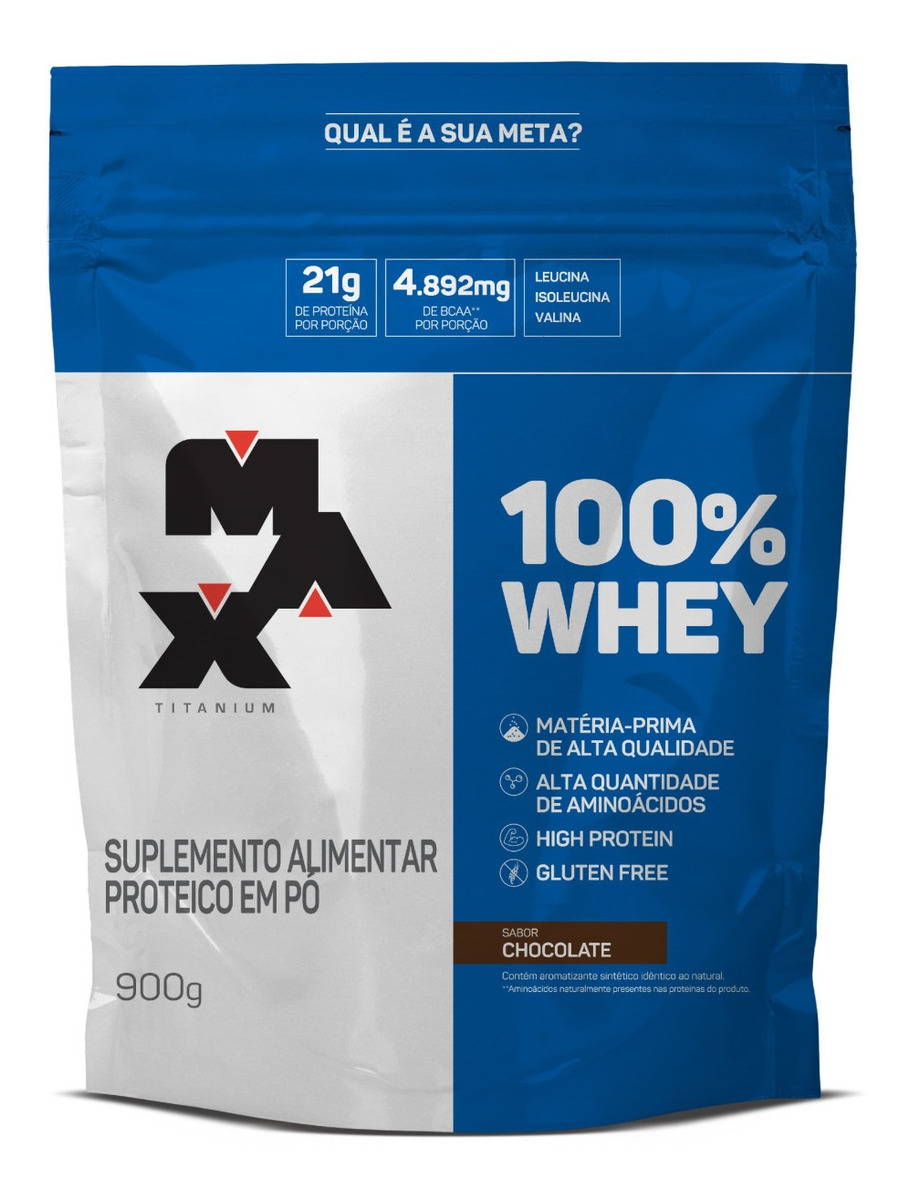 QUAL É A SUA META?
21g
DE PROTEÍNA
POR PORÇÃO
4.892mg
DE BCAA**
POR PORÇÃO
LEUCINA
ISOLEUCINA
VALINA
MAX
TITANIUM
100%
WHEY
MATÉRIA-PRIMA
DE ALTA QUALIDADE
ALTA QUANTIDADE
DE AMINOÁCIDOS
HIGH PROTEIN
GLUTEN FREE
SUPLEMENTO ALIMENTAR
PROTEICO EM PÓ
900g
SABOR
CHOCOLATE
Contém aromatizante sintético idêntico ao natural.
**Aminoácidos naturalmente presentes nas proteínas do produto.